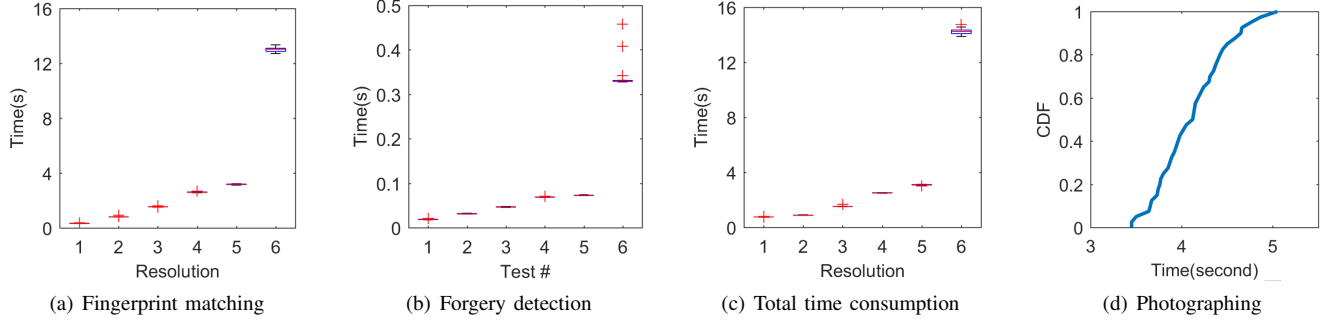 16
12
8
4
0
Time(s)
1 2 3 4 5 6
Resolution
(a) Fingerprint matching
0.5
0.4
0.3
0.2
0.1
0
Time(s)
1 2 3 4 5 6
Test #
(b) Forgery detection
16
12
8
4
0
Time(s)
1 2 3 4 5 6
Resolution
(c) Total time consumption
1
0.8
0.6
0.4
0.2
0
CDF
3 4 5
Time(second)
(d) Photographing